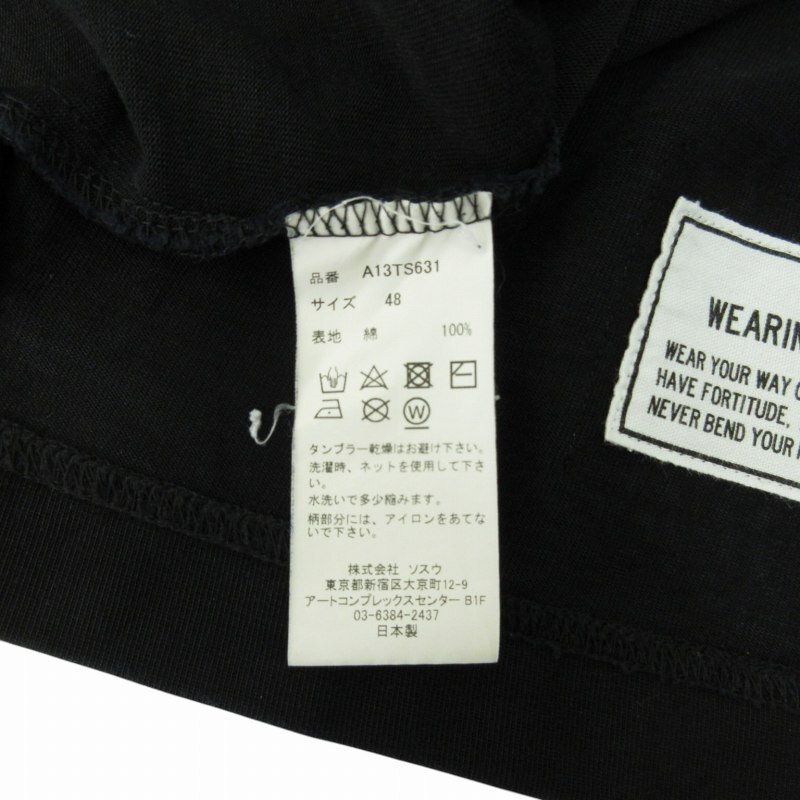 品番 A13TS631
サイズ 48
表地 綿 100%
W
タンブラー乾燥はお避け下さい。
洗濯時、ネットを使用して下さ
い。
水洗いで多少縮みます。
柄部分には、アイロンをあてな
いで下さい。
株式会社 ソスウ
東京都新宿区大京町12-9
アートコンプレックスセンター B1F
03-6384-2437
日本製
WEARIN
WEAR YOUR WAY
HAVE FORTITUDE,
NEVER BEND YOUR